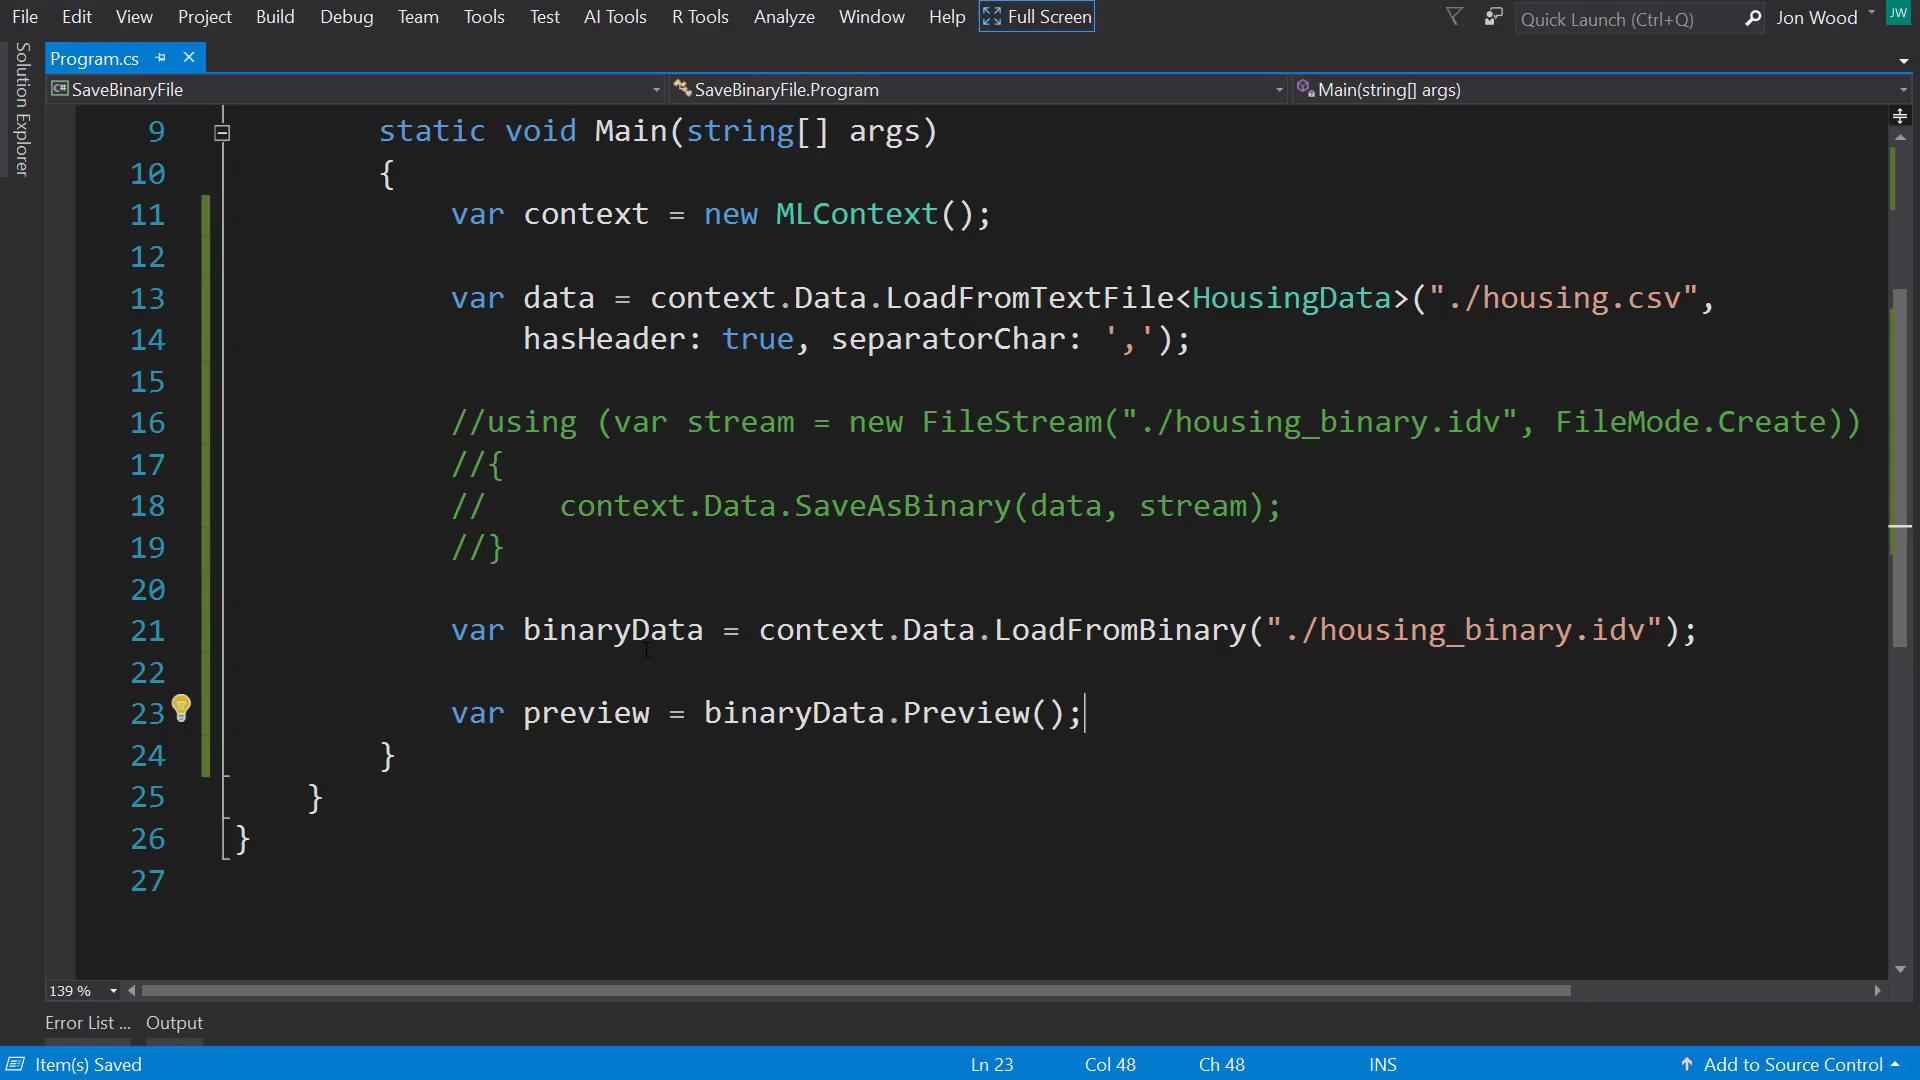 File Edit View Project Build Debug Team Tools Test AI Tools R Tools Analyze Window Help Full Screen Quick Launch (Ctrl+Q) Jon Wood JW
Solution Explorer
Program.cs
C# SaveBinaryFile SaveBinaryFile.Program Main(string[] args)
9 static void Main(string[] args)
10 {
11 var context = new MLContext();
12
13 var data = context.Data.LoadFromTextFile<HousingData>("./housing.csv",
14 hasHeader: true, separatorChar: ',');
15
16 //using (var stream = new FileStream("./housing_binary.idv", FileMode.Create))
17 //{
18 // context.Data.SaveAsBinary(data, stream);
19 //}
20
21 var binaryData = context.Data.LoadFromBinary("./housing_binary.idv");
22
23 var preview = binaryData.Preview();
24 }
25 }
26 }
27
139 %
Error List ... Output
Item(s) Saved Ln 23 Col 48 Ch 48 INS Add to Source Control